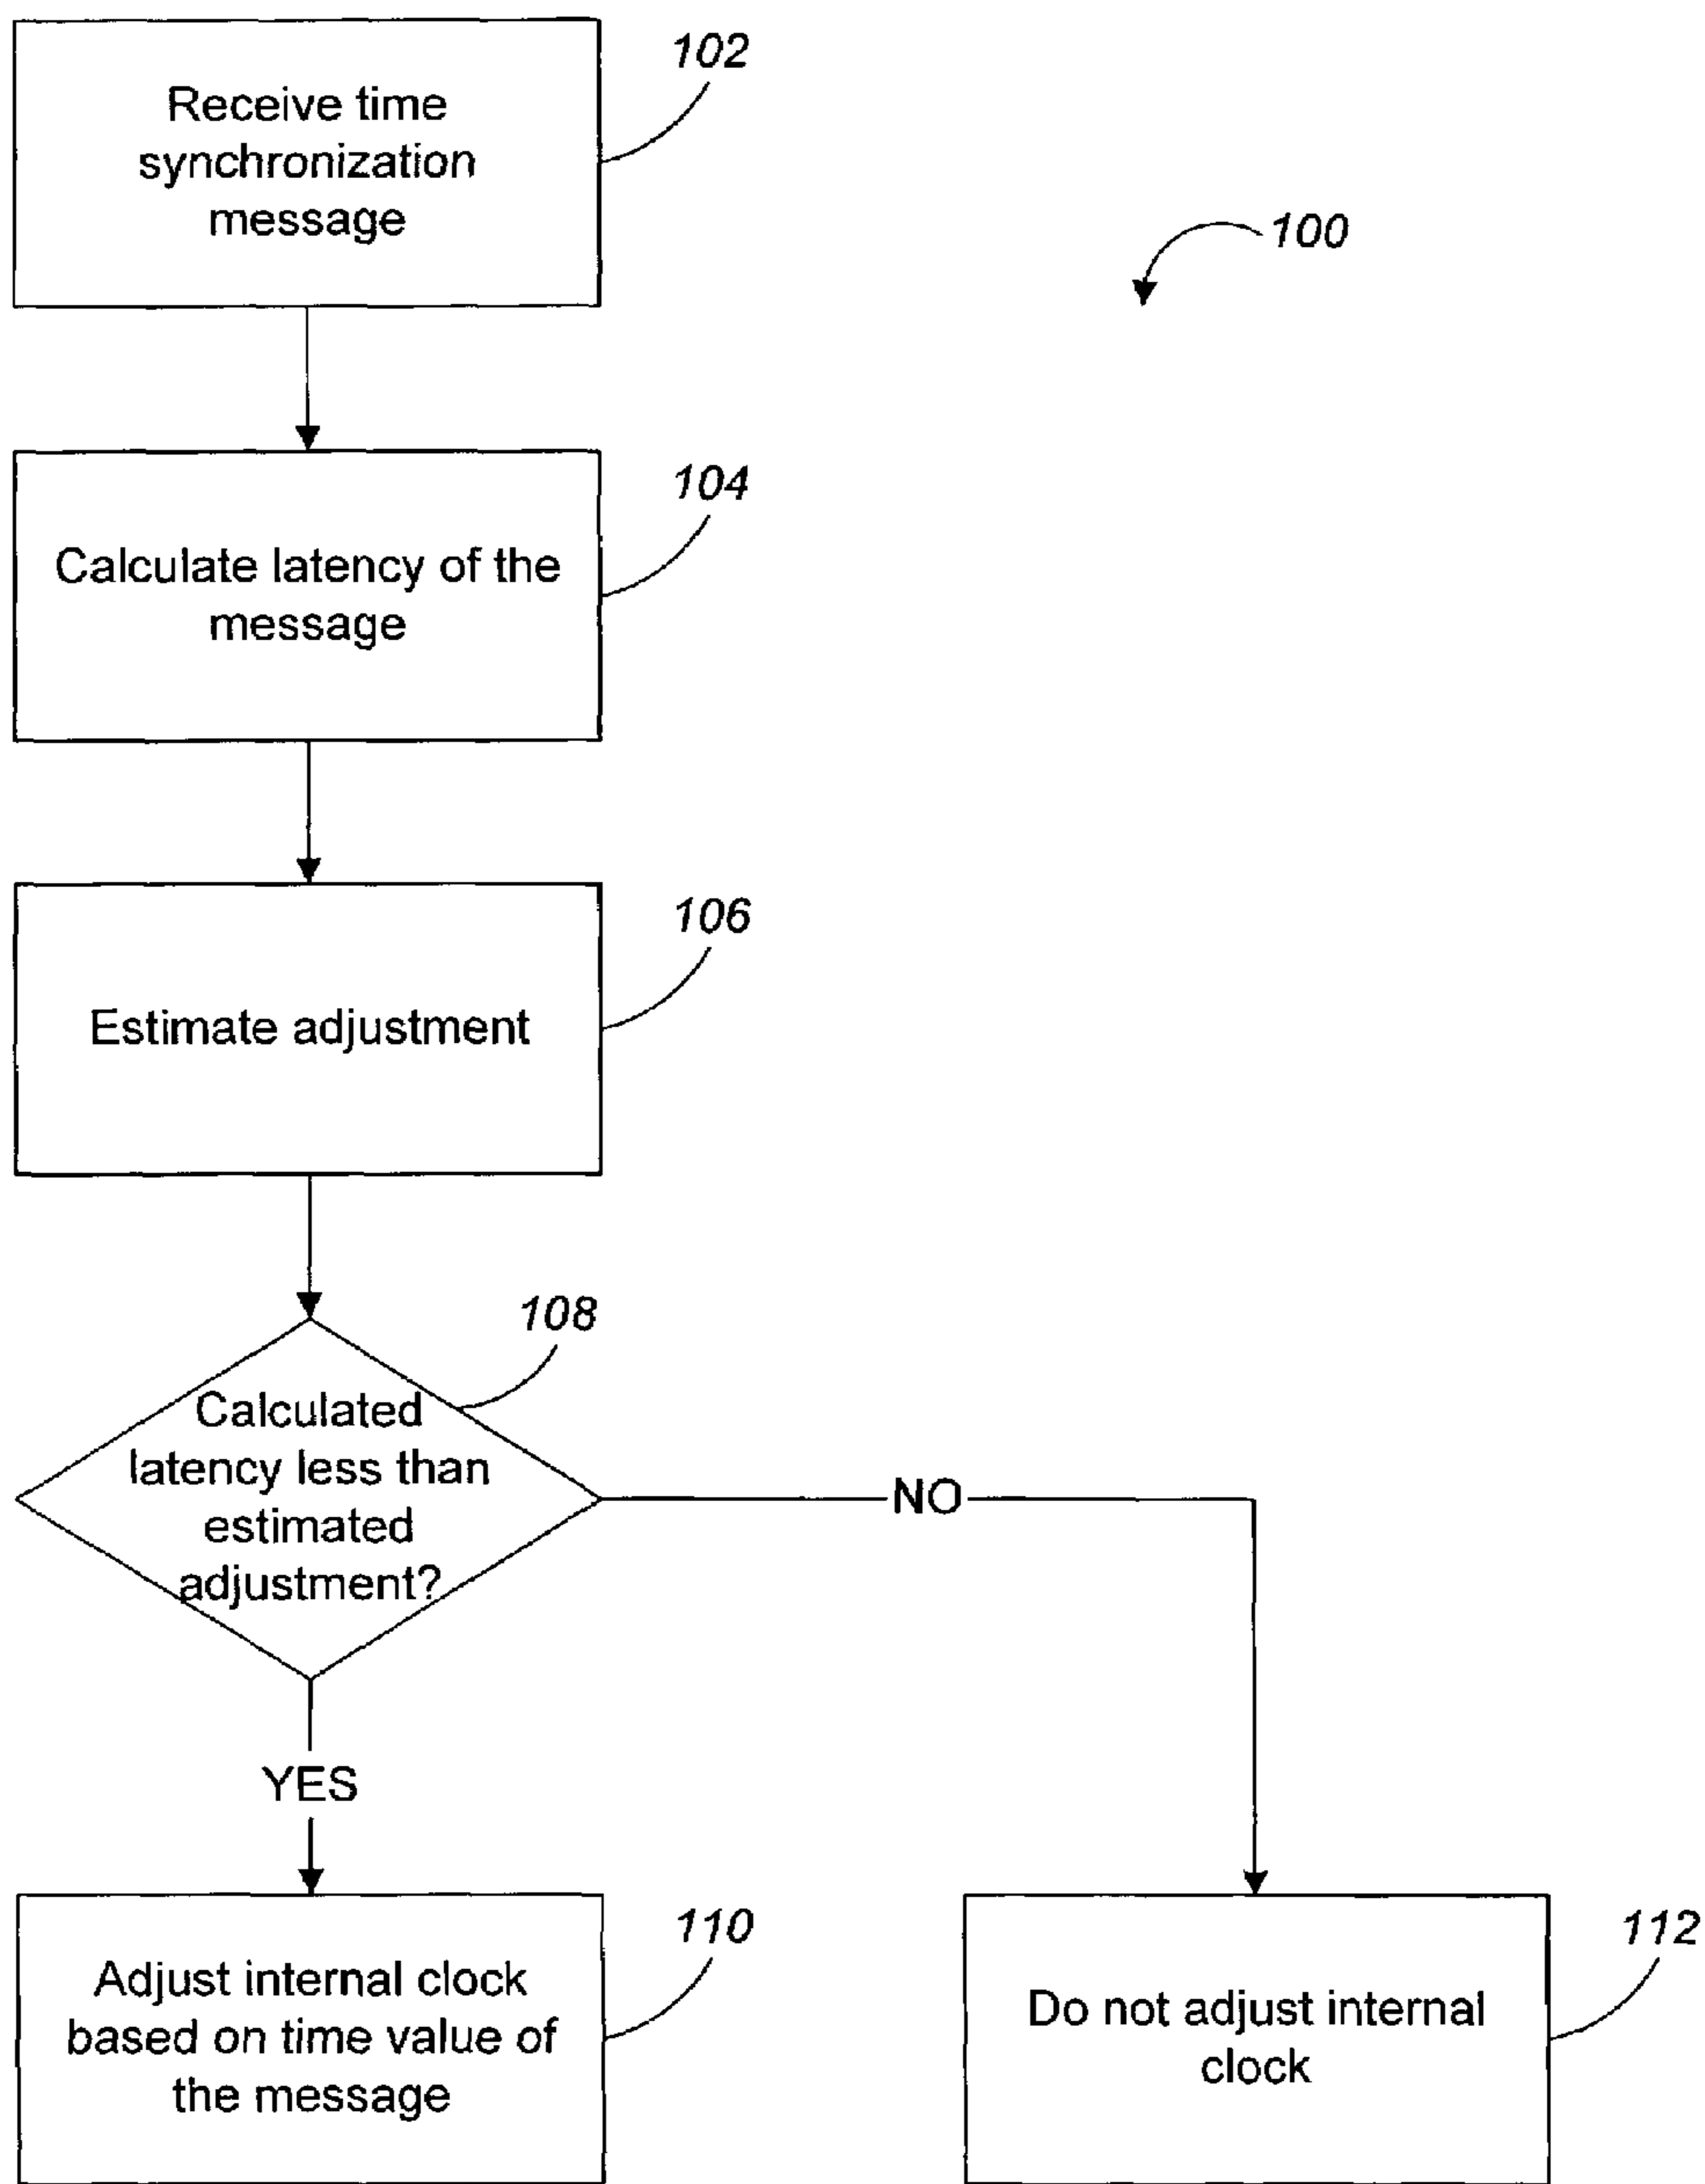 102
Receive time
synchronization
message
100
104
Calculate latency of the
message
106
Estimate adjustment
108
Calculated
latency less than
estimated
adjustment?
NO
YES
110
Adjust internal clock
based on time value of
the message
112
Do not adjust internal
clock